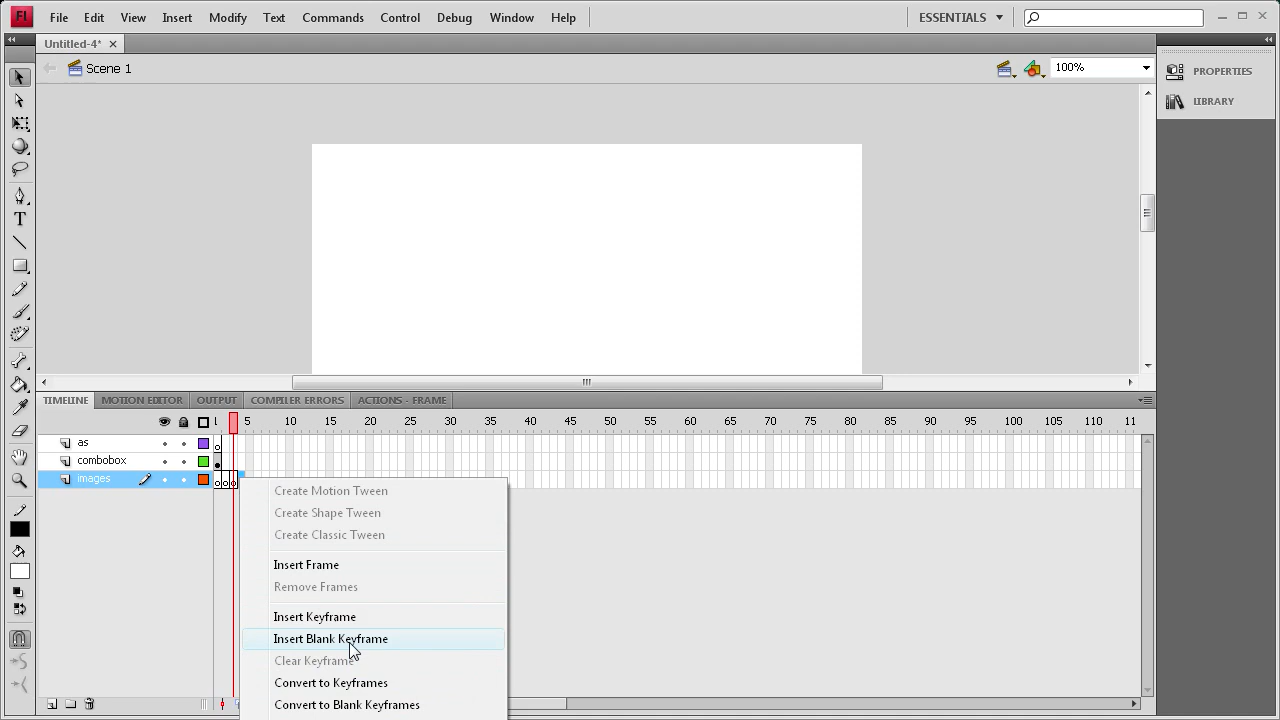 Fl File Edit View Insert Modify Text Commands Control Debug Window Help ESSENTIALS
Untitled-4*
Scene 1 100%
PROPERTIES
LIBRARY
TIMELINE MOTION EDITOR OUTPUT COMPILER ERRORS ACTIONS - FRAME
5 10 15 20 25 30 35 40 45 50 55 60 65 70 75 80 85 90 95 100 105 110 11
as
combobox
images
Create Motion Tween
Create Shape Tween
Create Classic Tween
Insert Frame
Remove Frames
Insert Keyframe
Insert Blank Keyframe
Clear Keyframe
Convert to Keyframes
Convert to Blank Keyframes
T